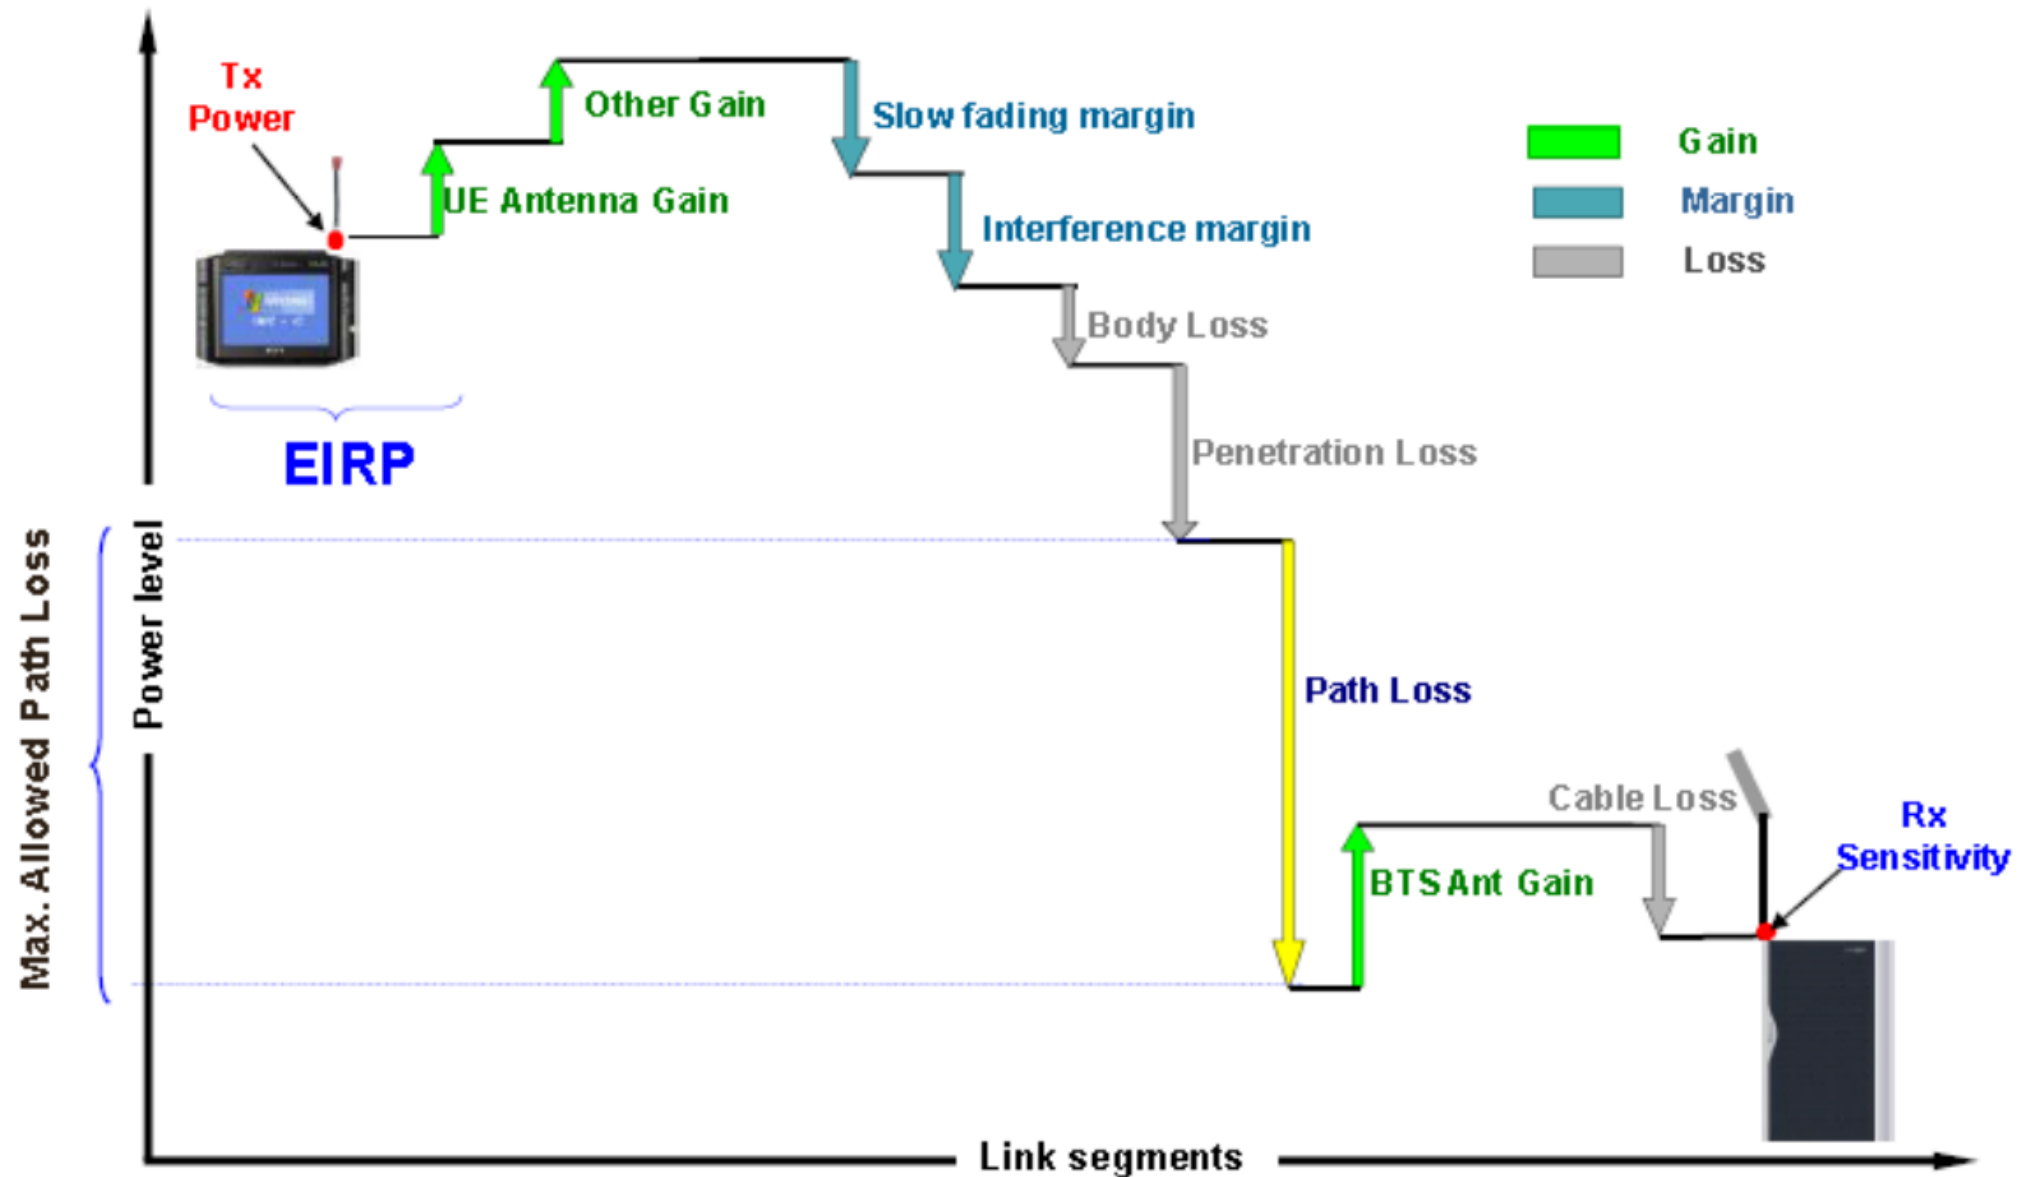 Tx
Power
Other Gain
Slow fading margin
Gain
UE Antenna Gain
Margin
Interference margin
Loss
Body Loss
EIRP
Penetration Loss
Max. Allowed Path Loss
Power level
Path Loss
Cable Loss
Rx
Sensitivity
BTS Ant Gain
Link segments